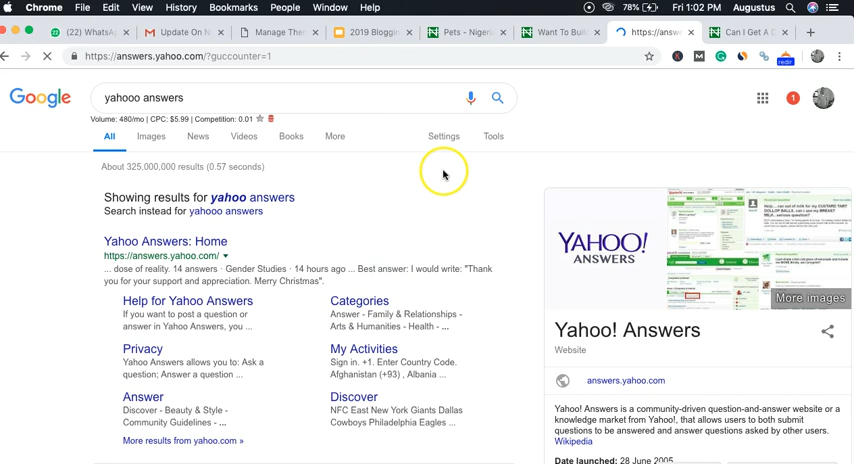 Chrome File Edit View History Bookmarks People Window Help 78% Fri 1:02 PM Augustus
(22) WhatsA Update On N Manage Ther 2019 Bloggin Pets - Nigeria Want To Buil https://answe Can I Get A D
https://answers.yahoo.com/?guccounter=1
redir
Google yahooo answers 1
Volume: 480/mo | CPC: $5.99 | Competition: 0.01
All Images News Videos Books More Settings Tools
About 325,000,000 results (0.57 seconds)
Showing results for yahoo answers
Search instead for yahooo answers
Yahoo Answers: Home
https://answers.yahoo.com/
... dose of reality. 14 answers · Gender Studies · 14 hours ago ... Best answer: I would write: "Thank
you for your support and appreciation. Merry Christmas".
Help for Yahoo Answers
If you want to post a question or
answer in Yahoo Answers, you ...
Categories
Answer - Family & Relationships -
Arts & Humanities - Health - ...
Privacy
Yahoo Answers allows you to: Ask a
question; Answer a question ...
My Activities
Sign in. +1. Enter Country Code.
Afghanistan (+93) , Albania ...
Answer
Discover - Beauty & Style -
Community Guidelines - ...
Discover
NFC East New York Giants Dallas
Cowboys Philadelphia Eagles ...
More results from yahoo.com »
YAHOO!
ANSWERS
More images
Yahoo! Answers
Website
answers.yahoo.com
Yahoo! Answers is a community-driven question-and-answer website or a
knowledge market from Yahoo!, that allows users to both submit
questions to be answered and answer questions asked by other users.
Wikipedia
Date launched: 28 June 2005